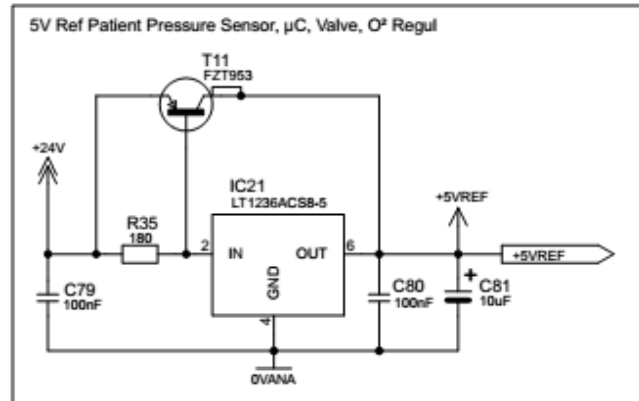 5V Ref Patient Pressure Sensor, µC, Valve, O² Regul
T11
FZT953
+24V
IC21
LT1236ACS8-5
+5VREF
R35
180
2
IN
OUT
6
+5VREF
GND
4
C79
100nF
C80
100nF
+
C81
10uF
0VANA